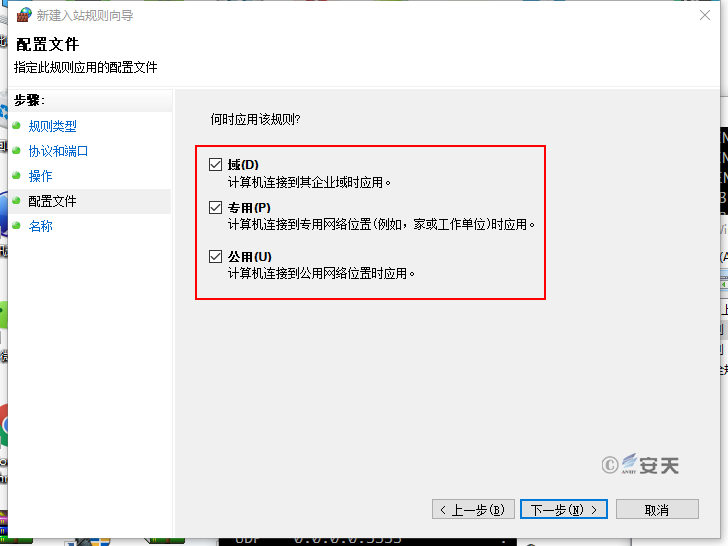 新建入站规则向导
配置文件
指定此规则应用的配置文件
步骤:
规则类型
协议和端口
操作
配置文件
名称
何时应用该规则?
域(D)
计算机连接到其企业域时应用。
专用(P)
计算机连接到专用网络位置(例如，家或工作单位)时应用。
公用(U)
计算机连接到公用网络位置时应用。
© 安天
< 上一步(B)
下一步(N) >
取消